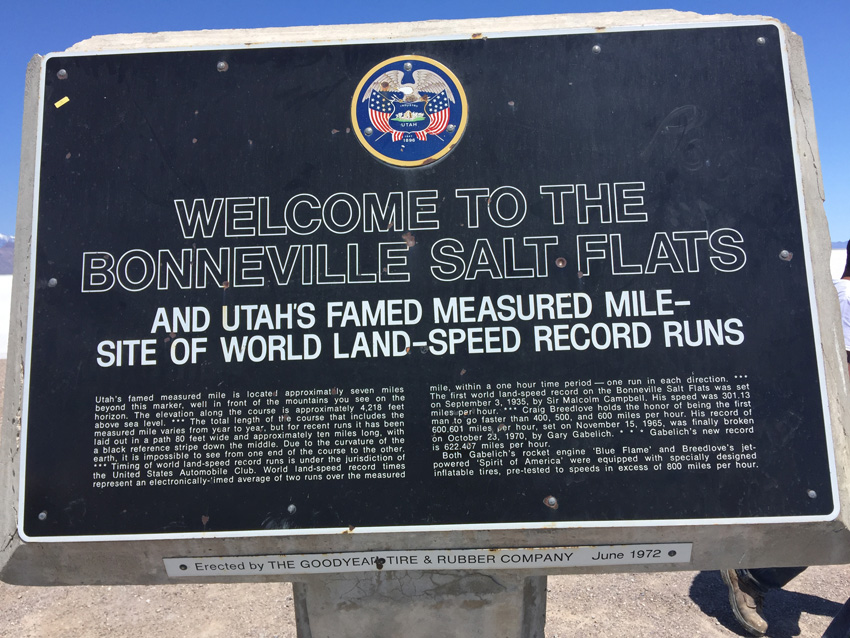 INDUSTRY
UTAH
1896
WELCOME TO THE
BONNEVILLE SALT FLATS
AND UTAH'S FAMED MEASURED MILE–
SITE OF WORLD LAND–SPEED RECORD RUNS
Utah's famed measured mile is located approximately seven miles
beyond this marker, well in front of the mountains you see on the
horizon. The elevation along the course is approximately 4,218 feet
above sea level. *** The total length of the course that includes the
measured mile varies from year to year, but for recent runs it has been
laid out in a path 80 feet wide and approximately ten miles long, with
a black reference stripe down the middle. Due to the curvature of the
earth, it is impossible to see from one end of the course to the other.
*** Timing of world land-speed record runs is under the jurisdiction of
the United States Automobile Club. World land-speed record times
represent an electronically-timed average of two runs over the measured
mile, within a one hour time period — one run in each direction. ***
The first world land-speed record on the Bonneville Salt Flats was set
on September 3, 1935, by Sir Malcolm Campbell. His speed was 301.13
miles per hour. *** Craig Breedlove holds the honor of being the first
man to go faster than 400, 500, and 600 miles per hour. His record of
600.601 miles per hour, set on November 15, 1965, was finally broken
on October 23, 1970, by Gary Gabelich. * * * Gabelich's new record
is 622.407 miles per hour.
Both Gabelich's rocket engine 'Blue Flame' and Breedlove's jet-
powered 'Spirit of America' were equipped with specially designed
inflatable tires, pre-tested to speeds in excess of 800 miles per hour.
Erected by THE GOODYEAR TIRE & RUBBER COMPANY June 1972